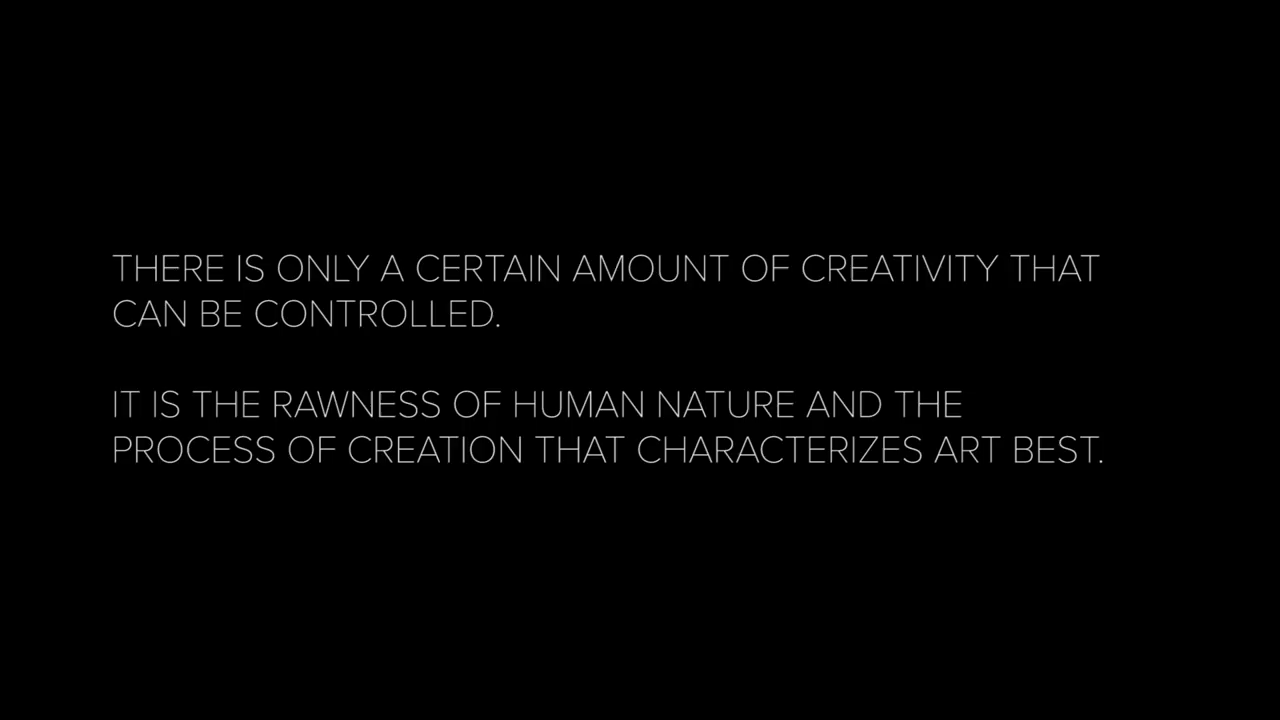 THERE IS ONLY A CERTAIN AMOUNT OF CREATIVITY THAT
CAN BE CONTROLLED.
IT IS THE RAWNESS OF HUMAN NATURE AND THE
PROCESS OF CREATION THAT CHARACTERIZES ART BEST.